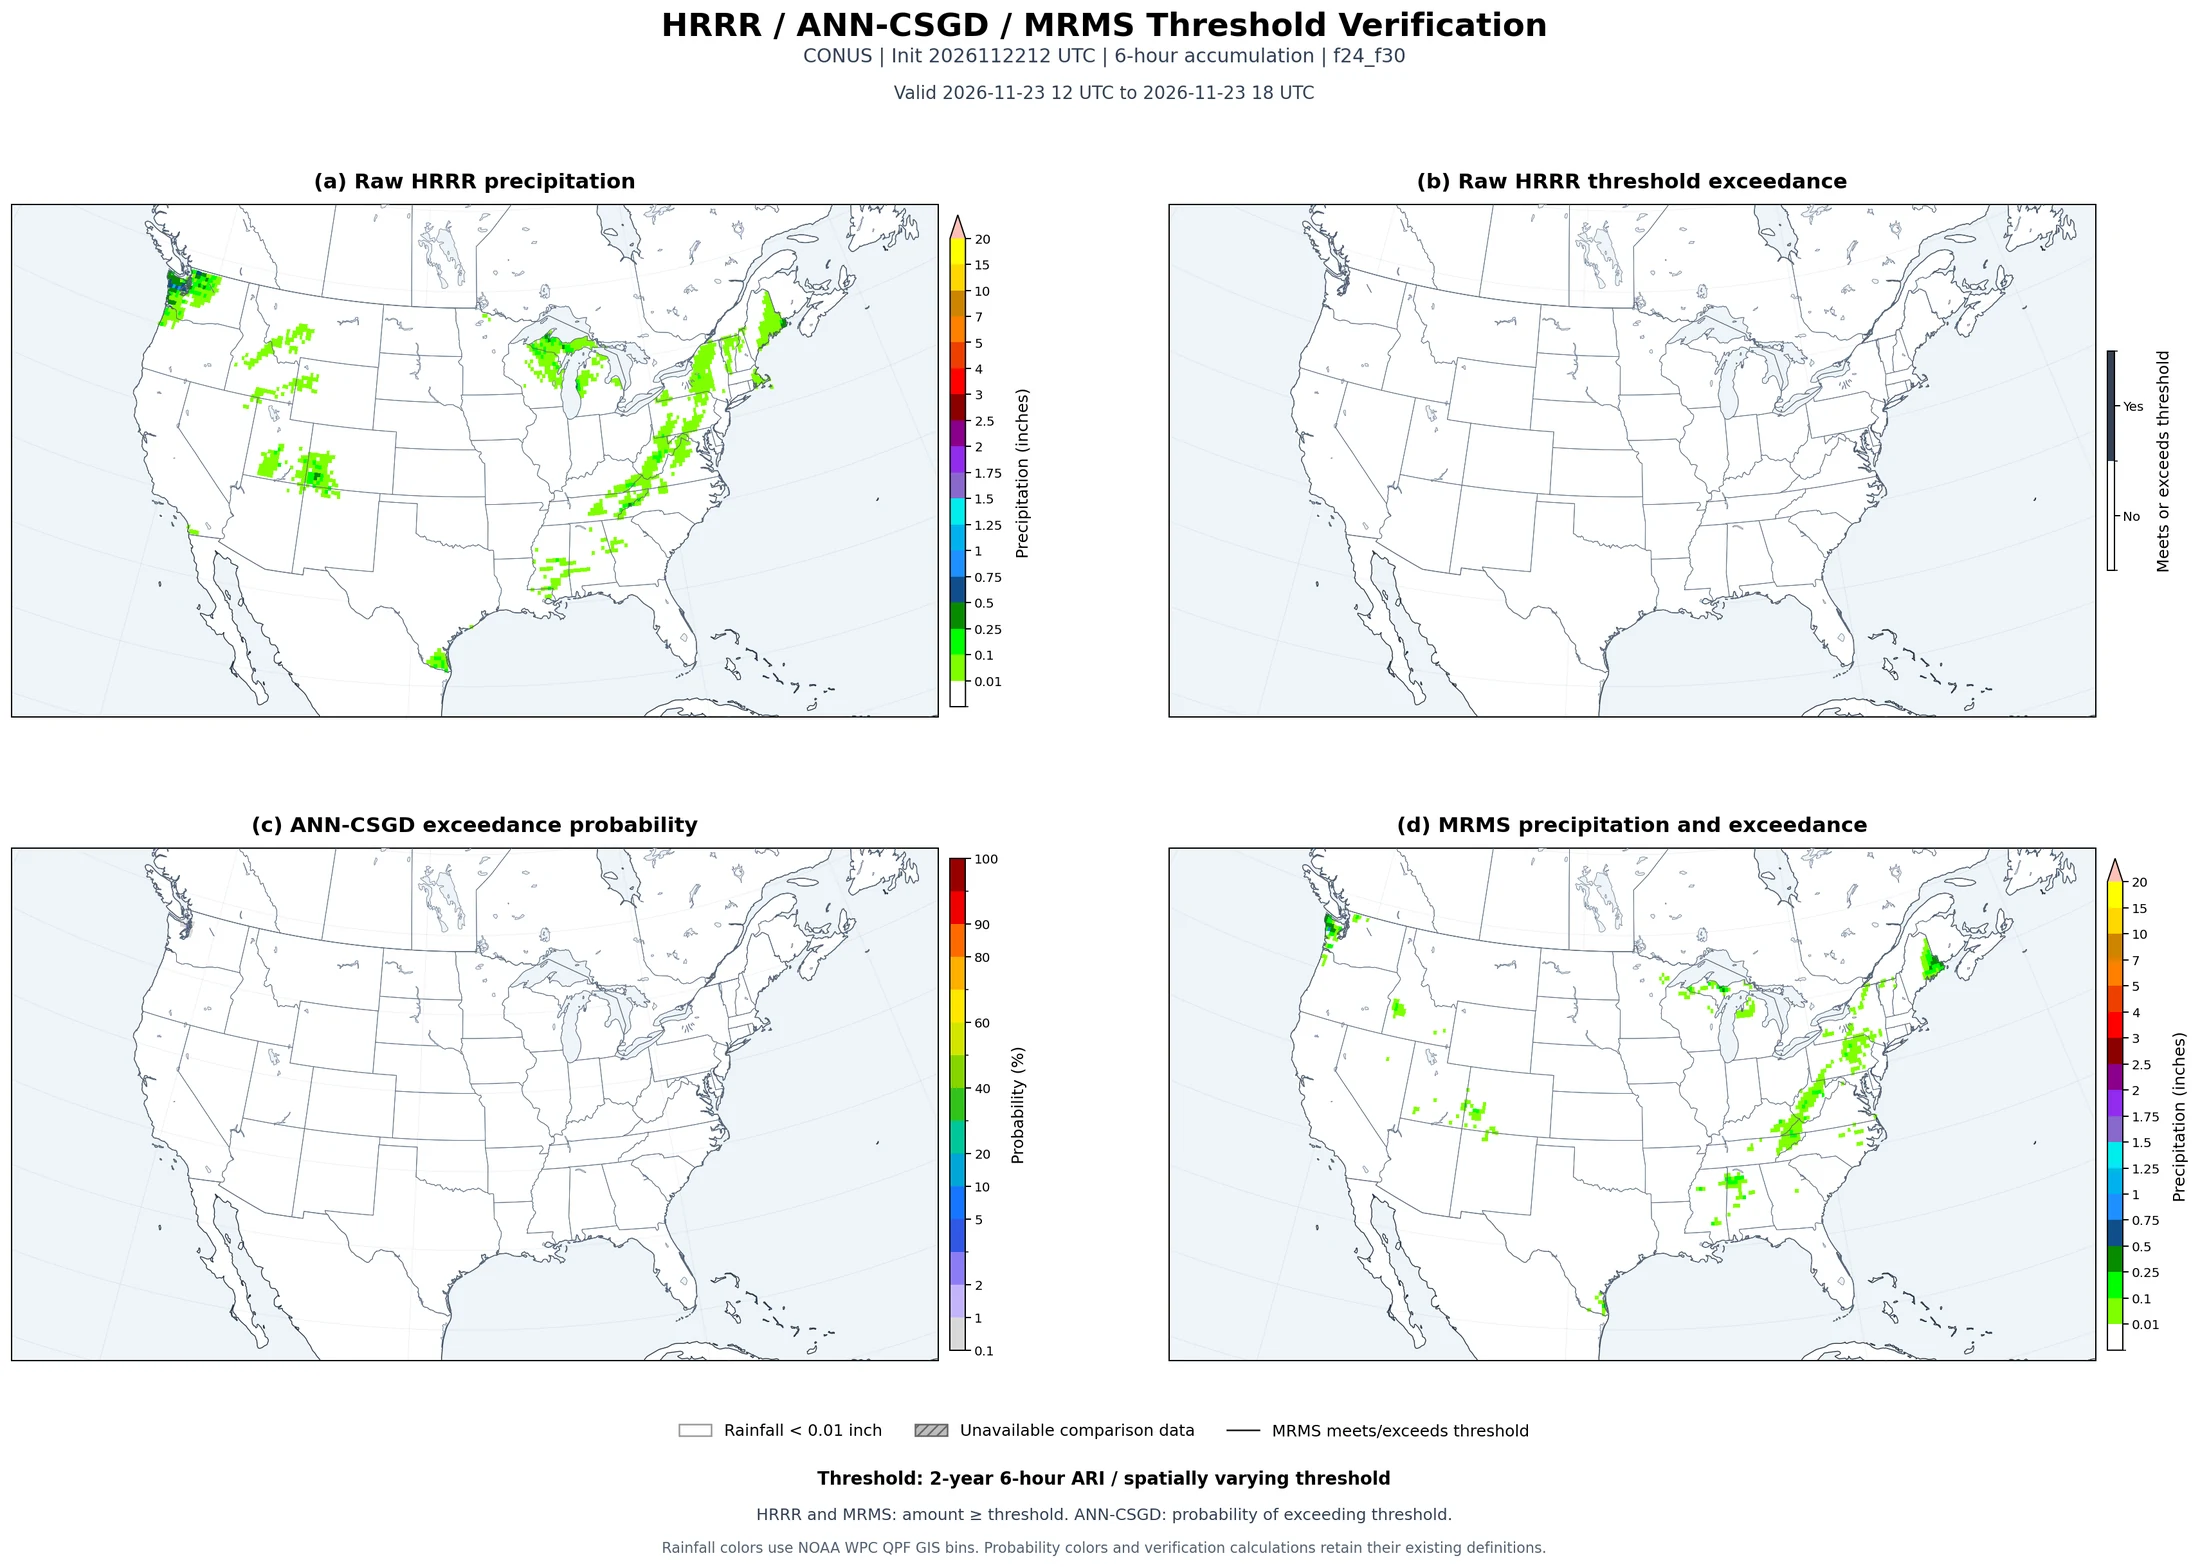 HRRR / ANN-CSGD / MRMS Threshold Verification
CONUS | Init 2026112212 UTC | 6-hour accumulation | f24_f30
Valid 2026-11-23 12 UTC to 2026-11-23 18 UTC
(a) Raw HRRR precipitation
20
15
10
7
5
4
3
2.5
2
1.75
1.5
1.25
1
0.75
0.5
0.25
0.1
0.01
Precipitation (inches)
(b) Raw HRRR threshold exceedance
Yes
No
Meets or exceeds threshold
(c) ANN-CSGD exceedance probability
100
90
80
60
40
20
10
5
2
1
0.1
Probability (%)
(d) MRMS precipitation and exceedance
20
15
10
7
5
4
3
2.5
2
1.75
1.5
1.25
1
0.75
0.5
0.25
0.1
0.01
Precipitation (inches)
Rainfall < 0.01 inch
Unavailable comparison data
MRMS meets/exceeds threshold
Threshold: 2-year 6-hour ARI / spatially varying threshold
HRRR and MRMS: amount ≥ threshold. ANN-CSGD: probability of exceeding threshold.
Rainfall colors use NOAA WPC QPF GIS bins. Probability colors and verification calculations retain their existing definitions.